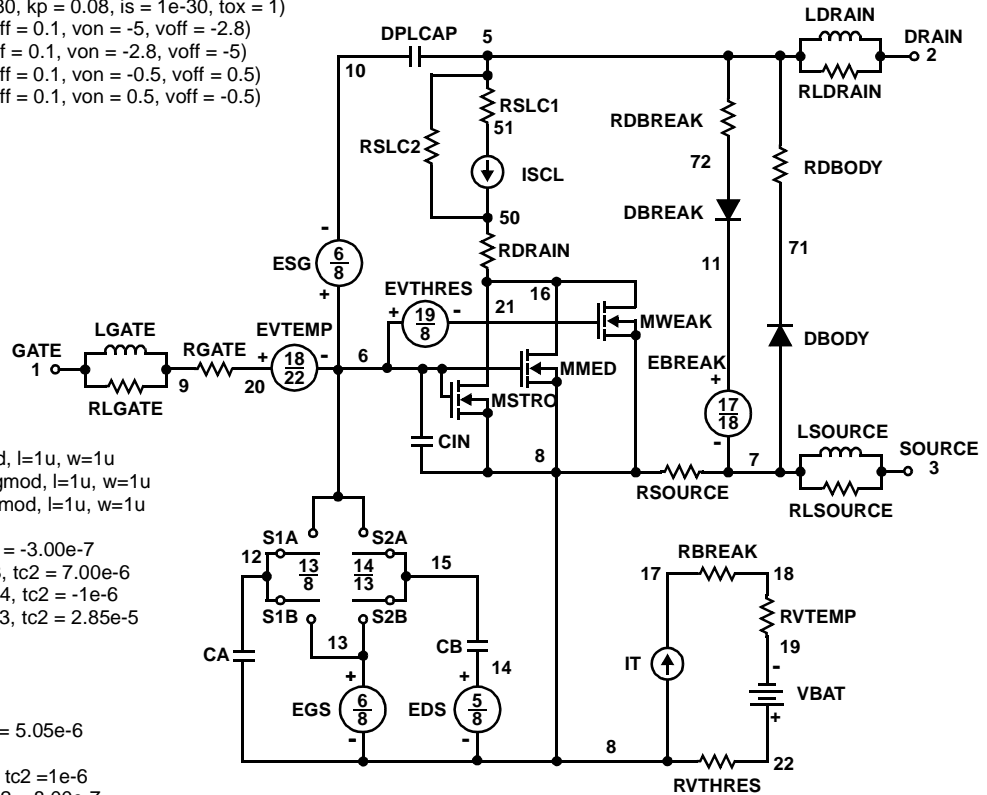 30, kp = 0.08, is = 1e-30, tox = 1)
ff = 0.1, von = -5, voff = -2.8)
f = 0.1, von = -2.8, voff = -5)
ff = 0.1, von = -0.5, voff = 0.5)
ff = 0.1, von = 0.5, voff = -0.5)
DPLCAP
5
10
LDRAIN
DRAIN
2
RLDRAIN
RSLC1
51
RSLC2
ISCL
50
RDBREAK
72
RDBODY
DBREAK
71
11
RDRAIN
ESG
6
8
-
+
EVTHRES
+
19
8
-
21
16
MWEAK
LGATE
GATE
1
RLGATE
9
RGATE
20
EVTEMP
+
18
22
-
6
MMED
MSTRO
EBREAK
+
17
18
-
DBODY
CIN
8
RSOURCE
7
LSOURCE
SOURCE
3
RLSOURCE
d, l=1u, w=1u
gmod, l=1u, w=1u
mod, l=1u, w=1u
= -3.00e-7
, tc2 = 7.00e-6
4, tc2 = -1e-6
3, tc2 = 2.85e-5
= 5.05e-6
tc2 =1e-6
S1A
S2A
12
13
8
14
13
15
S1B
S2B
13
CA
CB
14
EGS
+
6
8
-
EDS
+
5
8
-
RBREAK
17
18
RVTEMP
19
IT
-
VBAT
+
8
22
RVTHRES